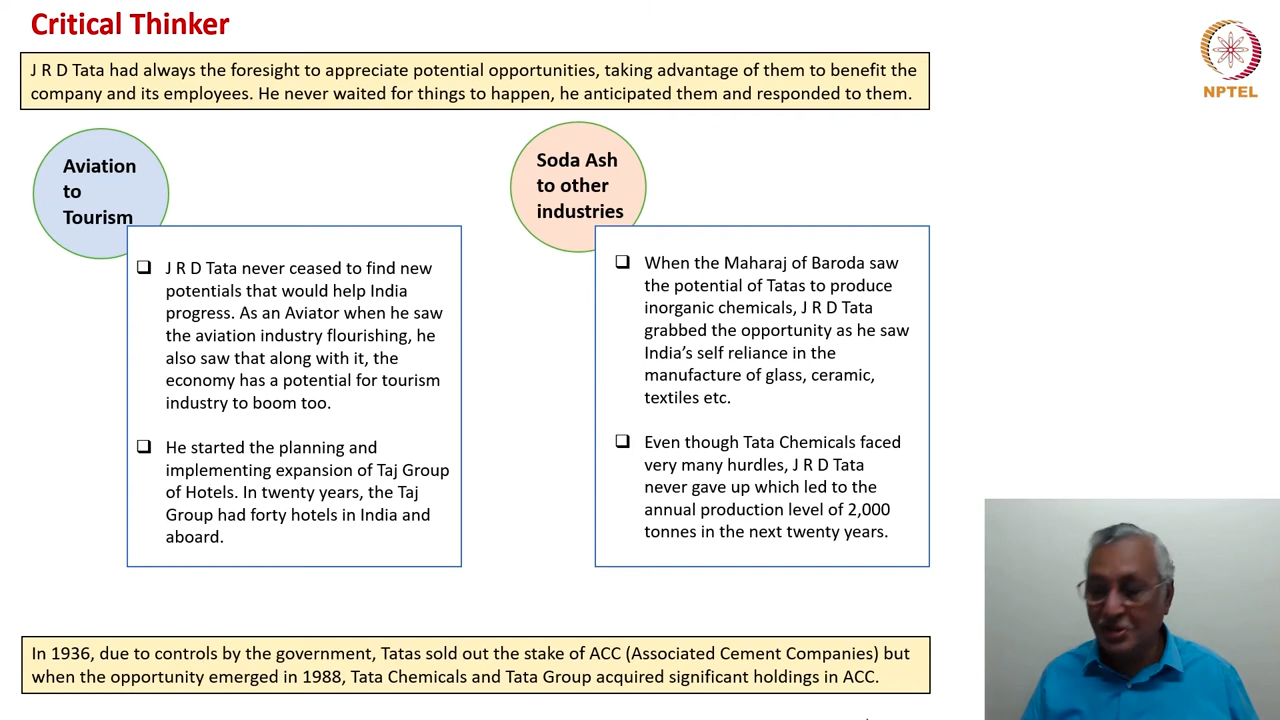 Critical Thinker
J R D Tata had always the foresight to appreciate potential opportunities, taking advantage of them to benefit the
company and its employees. He never waited for things to happen, he anticipated them and responded to them.
NPTEL
Aviation
to
Tourism
❑ J R D Tata never ceased to find new
potentials that would help India
progress. As an Aviator when he saw
the aviation industry flourishing, he
also saw that along with it, the
economy has a potential for tourism
industry to boom too.
❑ He started the planning and
implementing expansion of Taj Group
of Hotels. In twenty years, the Taj
Group had forty hotels in India and
aboard.
Soda Ash
to other
industries
❑ When the Maharaj of Baroda saw
the potential of Tatas to produce
inorganic chemicals, J R D Tata
grabbed the opportunity as he saw
India's self reliance in the
manufacture of glass, ceramic,
textiles etc.
❑ Even though Tata Chemicals faced
very many hurdles, J R D Tata
never gave up which led to the
annual production level of 2,000
tonnes in the next twenty years.
In 1936, due to controls by the government, Tatas sold out the stake of ACC (Associated Cement Companies) but
when the opportunity emerged in 1988, Tata Chemicals and Tata Group acquired significant holdings in ACC.